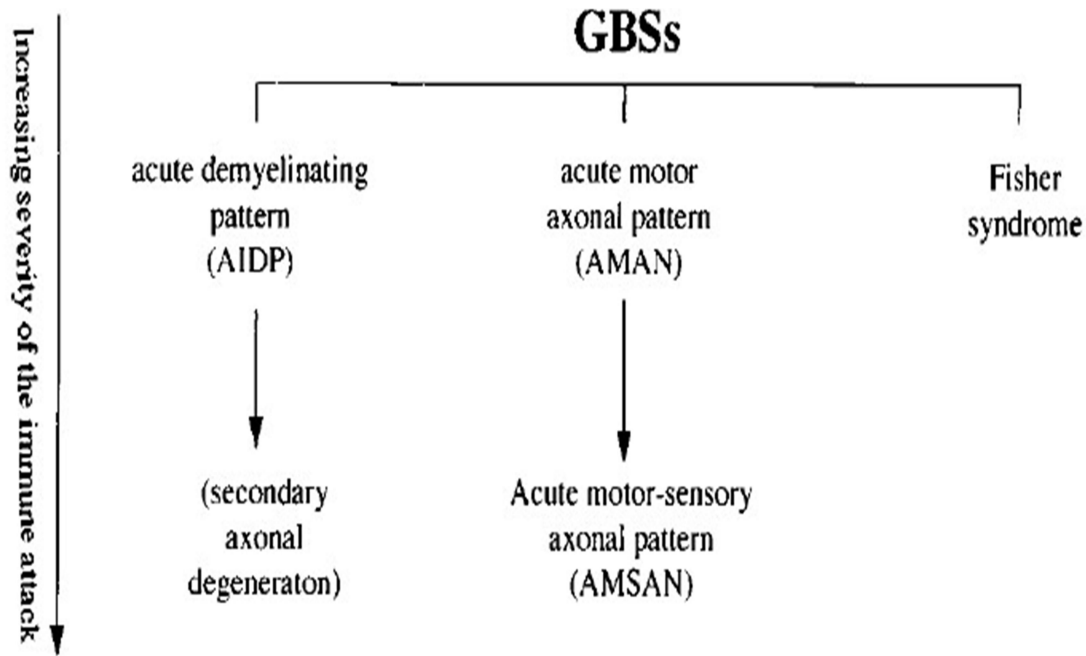 GBSs
Increasing severity of the immune attack
acute demyelinating
pattern
(AIDP)
acute motor
axonal pattern
(AMAN)
Fisher
syndrome
(secondary
axonal
degeneraton)
Acute motor-sensory
axonal pattern
(AMSAN)